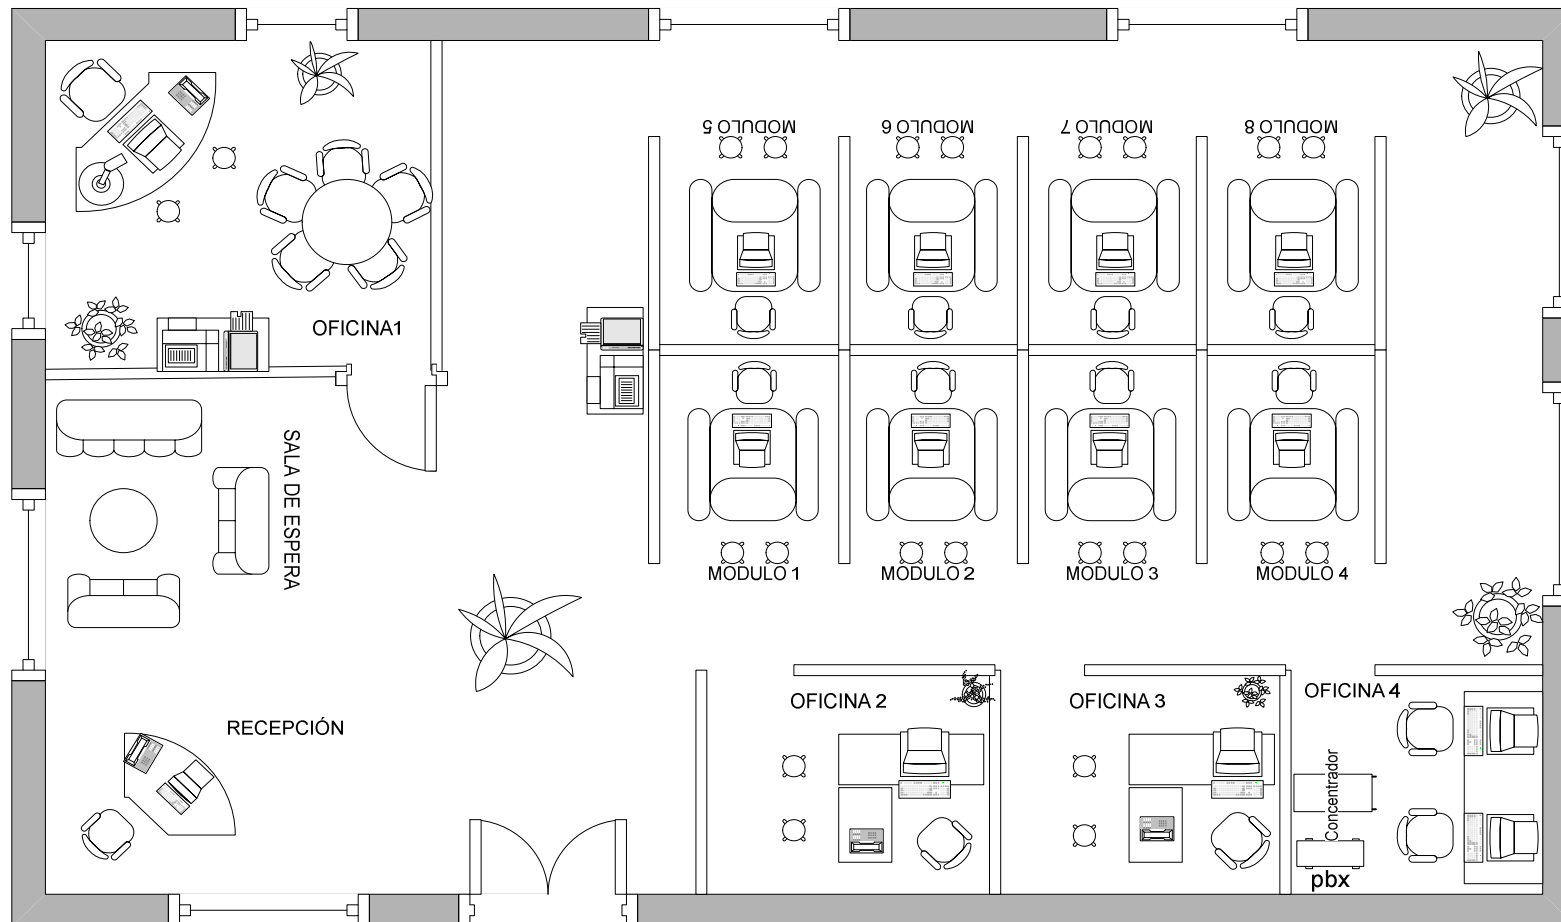 MODULO 5
MODULO 6
MODULO 7
MODULO 8
OFICINA1
SALA DE ESPERA
MODULO 1
MODULO 2
MODULO 3
MODULO 4
OFICINA 2
OFICINA 3
OFICINA 4
RECEPCIÓN
Concentrador
pbx